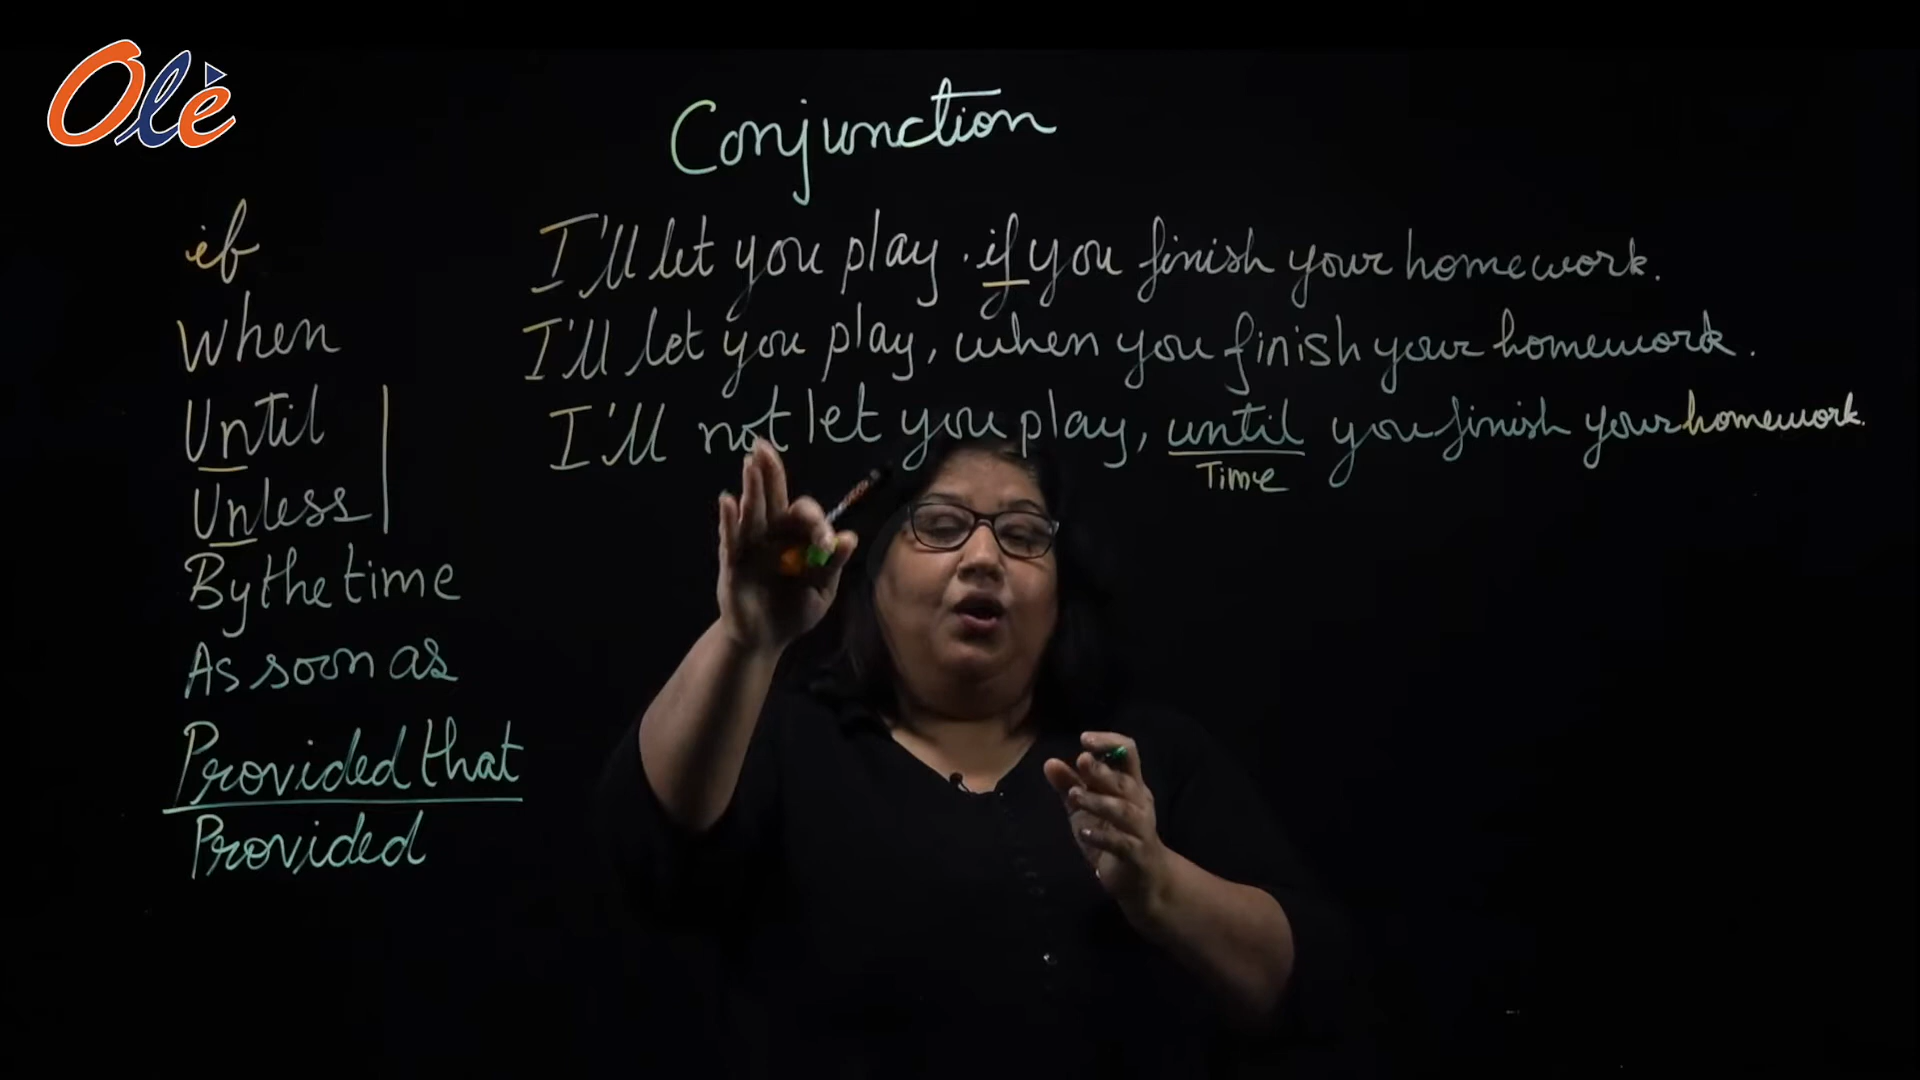 Olè
Conjunction
if I'll let you play. if you finish your homework.
When I'll let you play, when you finish your homework.
Until I'll not let you play, until you finish your homework.
Time
Unless
By the time
As soon as
Provided that
Provided